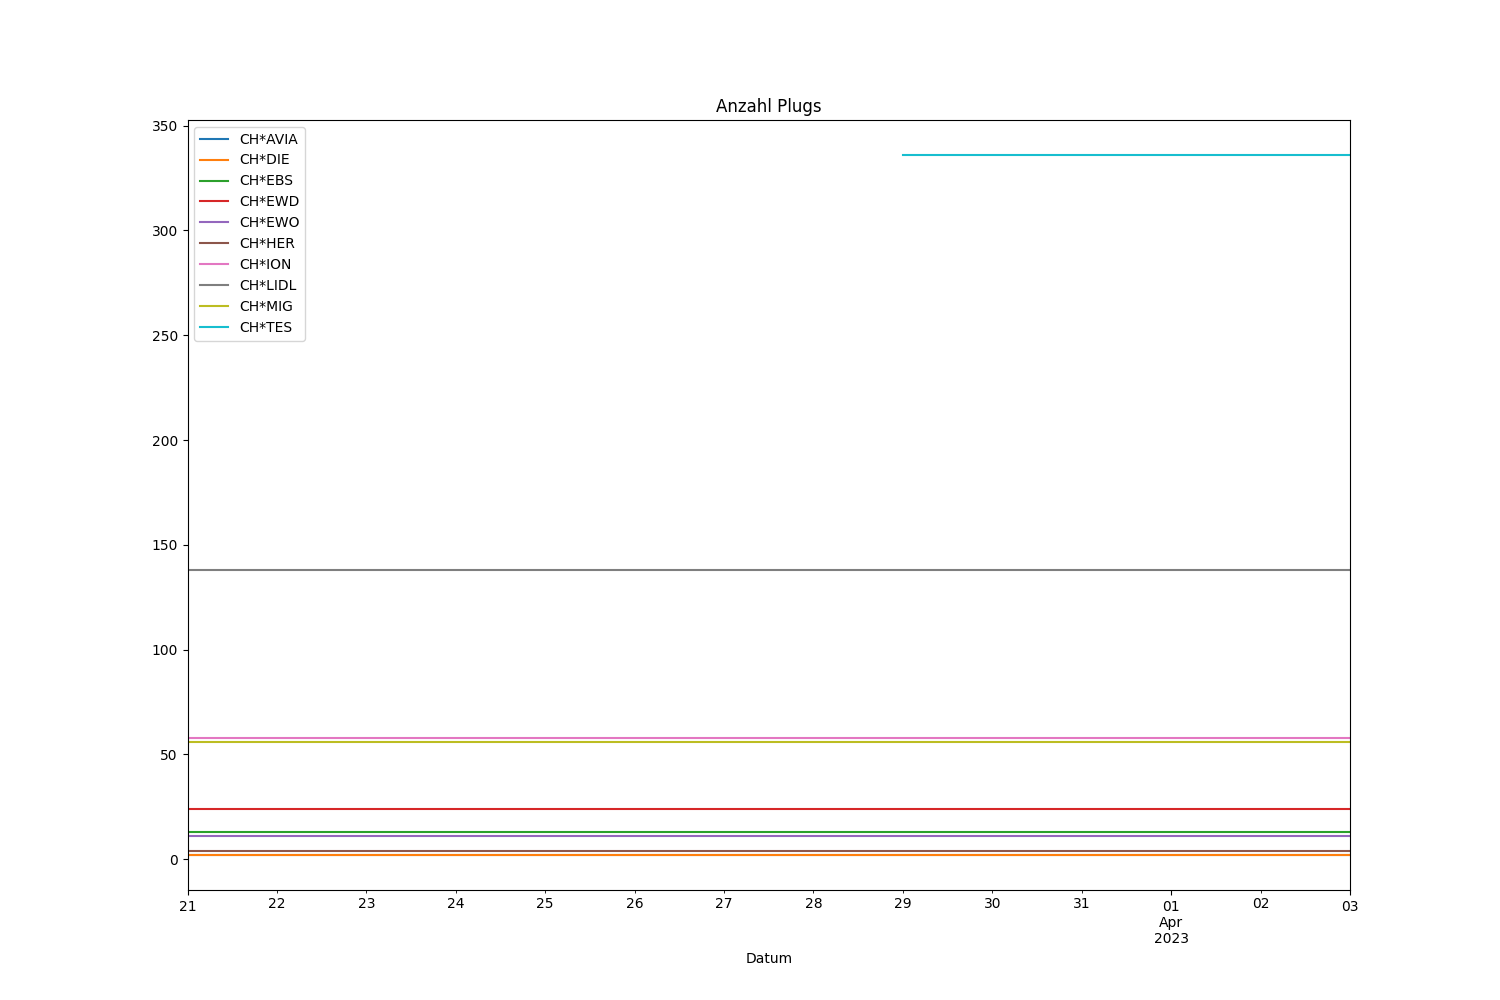 Anzahl Plugs
350
300
250
200
150
100
50
0
CH*AVIA
CH*DIE
CH*EBS
CH*EWD
CH*EWO
CH*HER
CH*ION
CH*LIDL
CH*MIG
CH*TES
21 22 23 24 25 26 27 28 29 30 31 01 02 03
Apr
2023
Datum